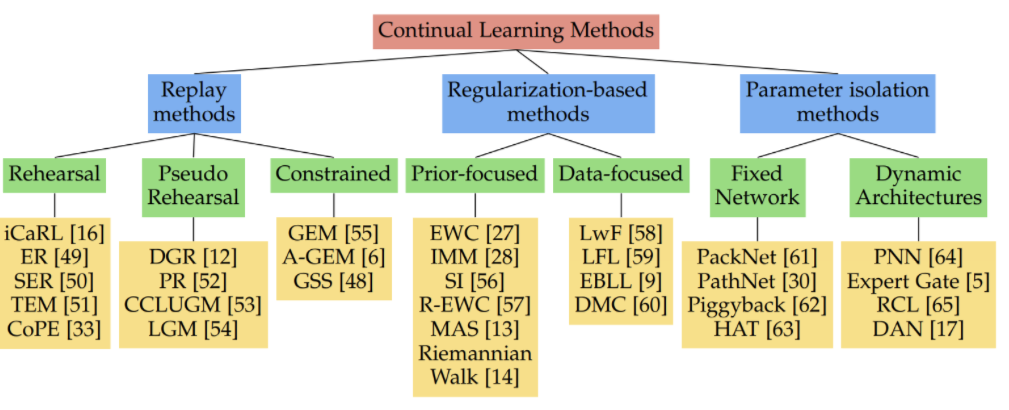 Continual Learning Methods
Replay
methods
Regularization-based
methods
Parameter isolation
methods
Rehearsal
Pseudo
Rehearsal
Constrained
Prior-focused
Data-focused
Fixed
Network
Dynamic
Architectures
iCaRL [16]
ER [49]
SER [50]
TEM [51]
CoPE [33]
DGR [12]
PR [52]
CCLUGM [53]
LGM [54]
GEM [55]
A-GEM [6]
GSS [48]
EWC [27]
IMM [28]
SI [56]
R-EWC [57]
MAS [13]
Riemannian
Walk [14]
LwF [58]
LFL [59]
EBLL [9]
DMC [60]
PackNet [61]
PathNet [30]
Piggyback [62]
HAT [63]
PNN [64]
Expert Gate [5]
RCL [65]
DAN [17]